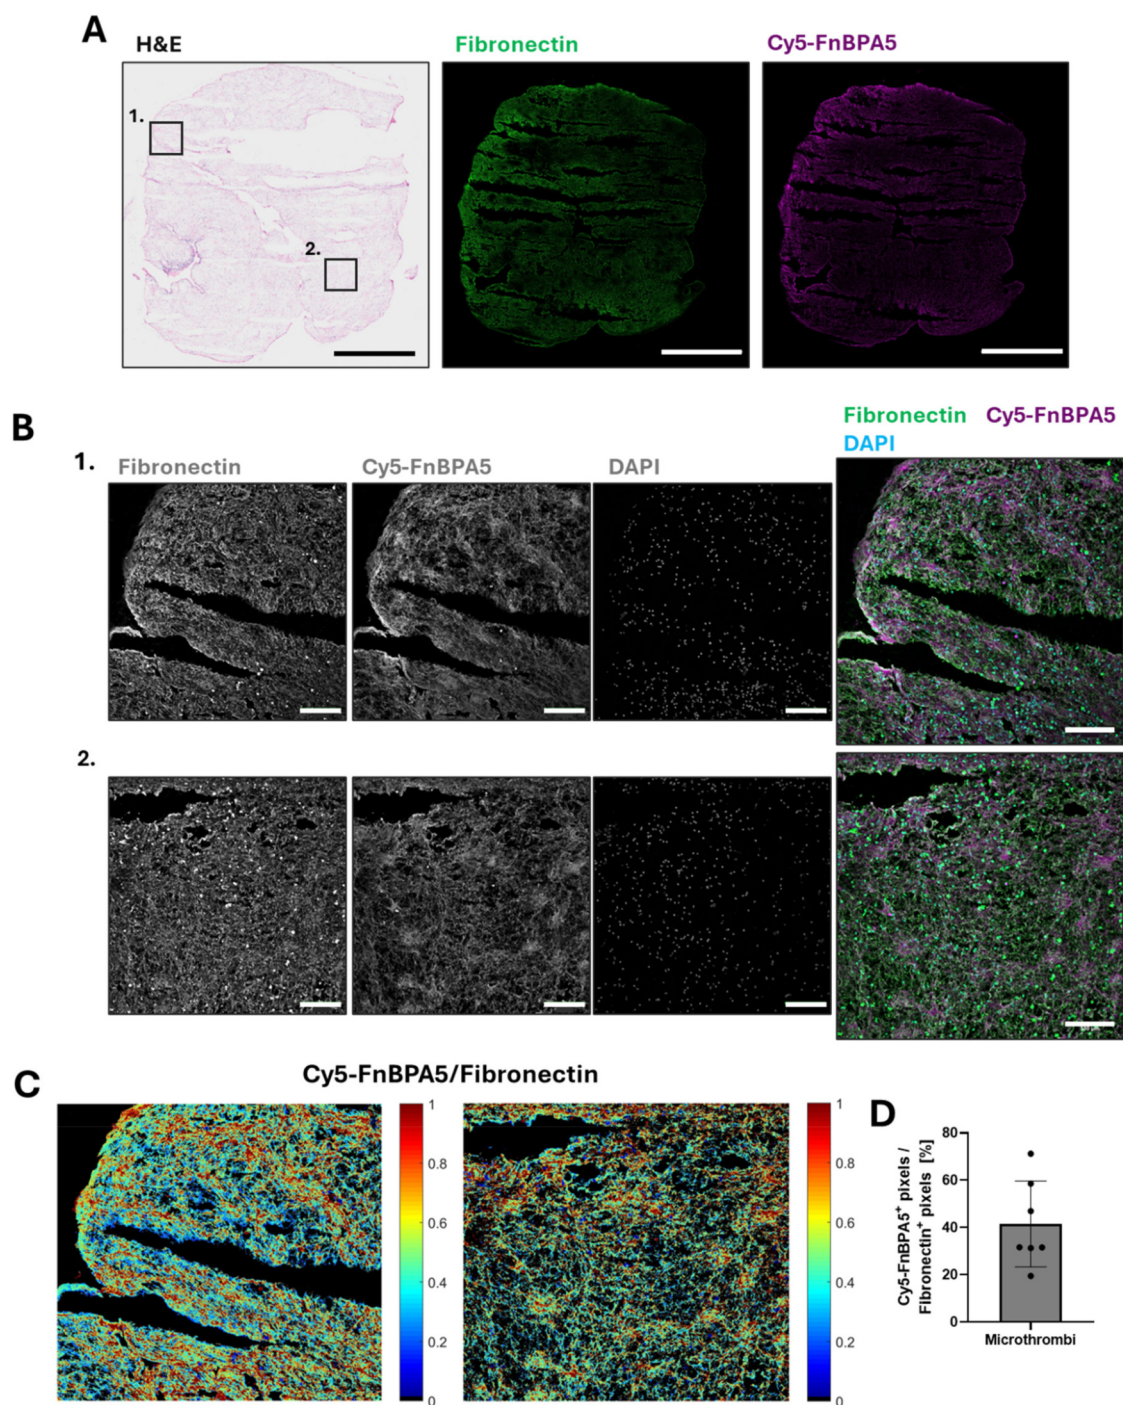 A
H&E
Fibronectin
Cy5-FnBPA5
1.
2.
B
Fibronectin Cy5-FnBPA5
DAPI
1.
Fibronectin
Cy5-FnBPA5
DAPI
2.
C
Cy5-FnBPA5/Fibronectin
1
0.8
0.6
0.4
0.2
0
1
0.8
0.6
0.4
0.2
0
D
Cy5-FnBPA5⁺ pixels /
Fibronectin⁺ pixels [%]
80
60
40
20
0
Microthrombi